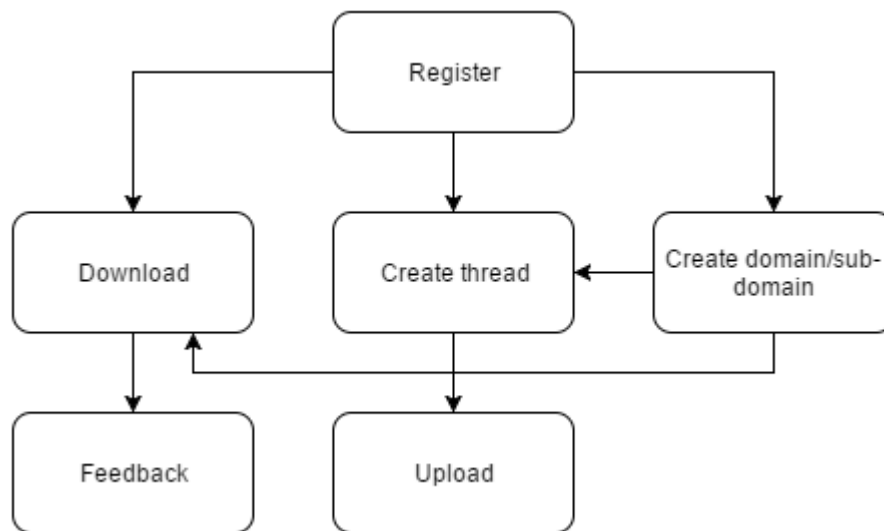 Register
Download
Create thread
Create domain/sub-
domain
Feedback
Upload